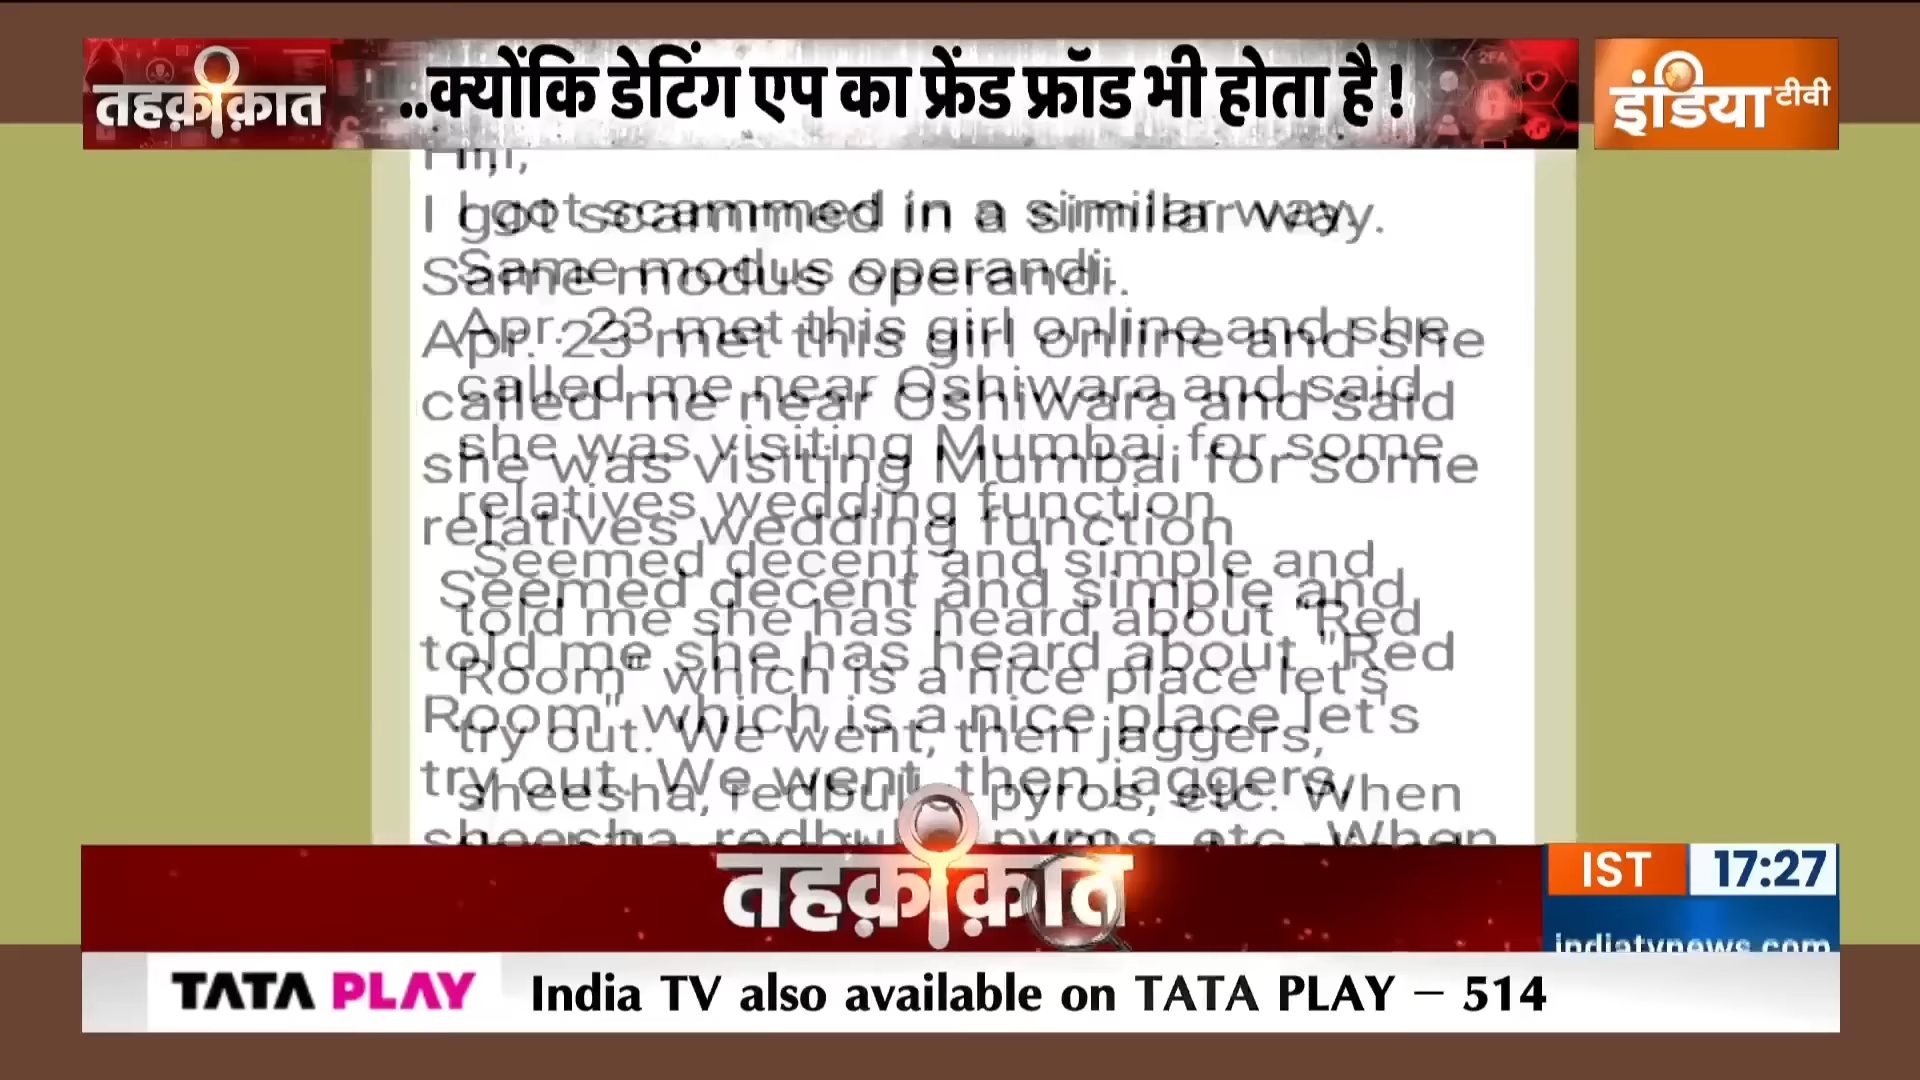 तहक़ीक़ात
..क्योंकि डेटिंग एप का फ्रेंड फ्रॉड भी होता है !
इंडिया टीवी
2FA
I got scammed in a similar way.
Same modus operandi.
Apr. 23 met this girl online and she
called me near Oshiwara and said
she was visiting Mumbai for some
relatives wedding function
Seemed decent and simple and
told me she has heard about "Red
Room" which is a nice place let's
try out. We went, then jaggers,
sheesha, redbull, pyros, etc. When
तहक़ीक़ात
IST 17:27
indiatvnews.com
TATA PLAY
India TV also available on TATA PLAY – 514